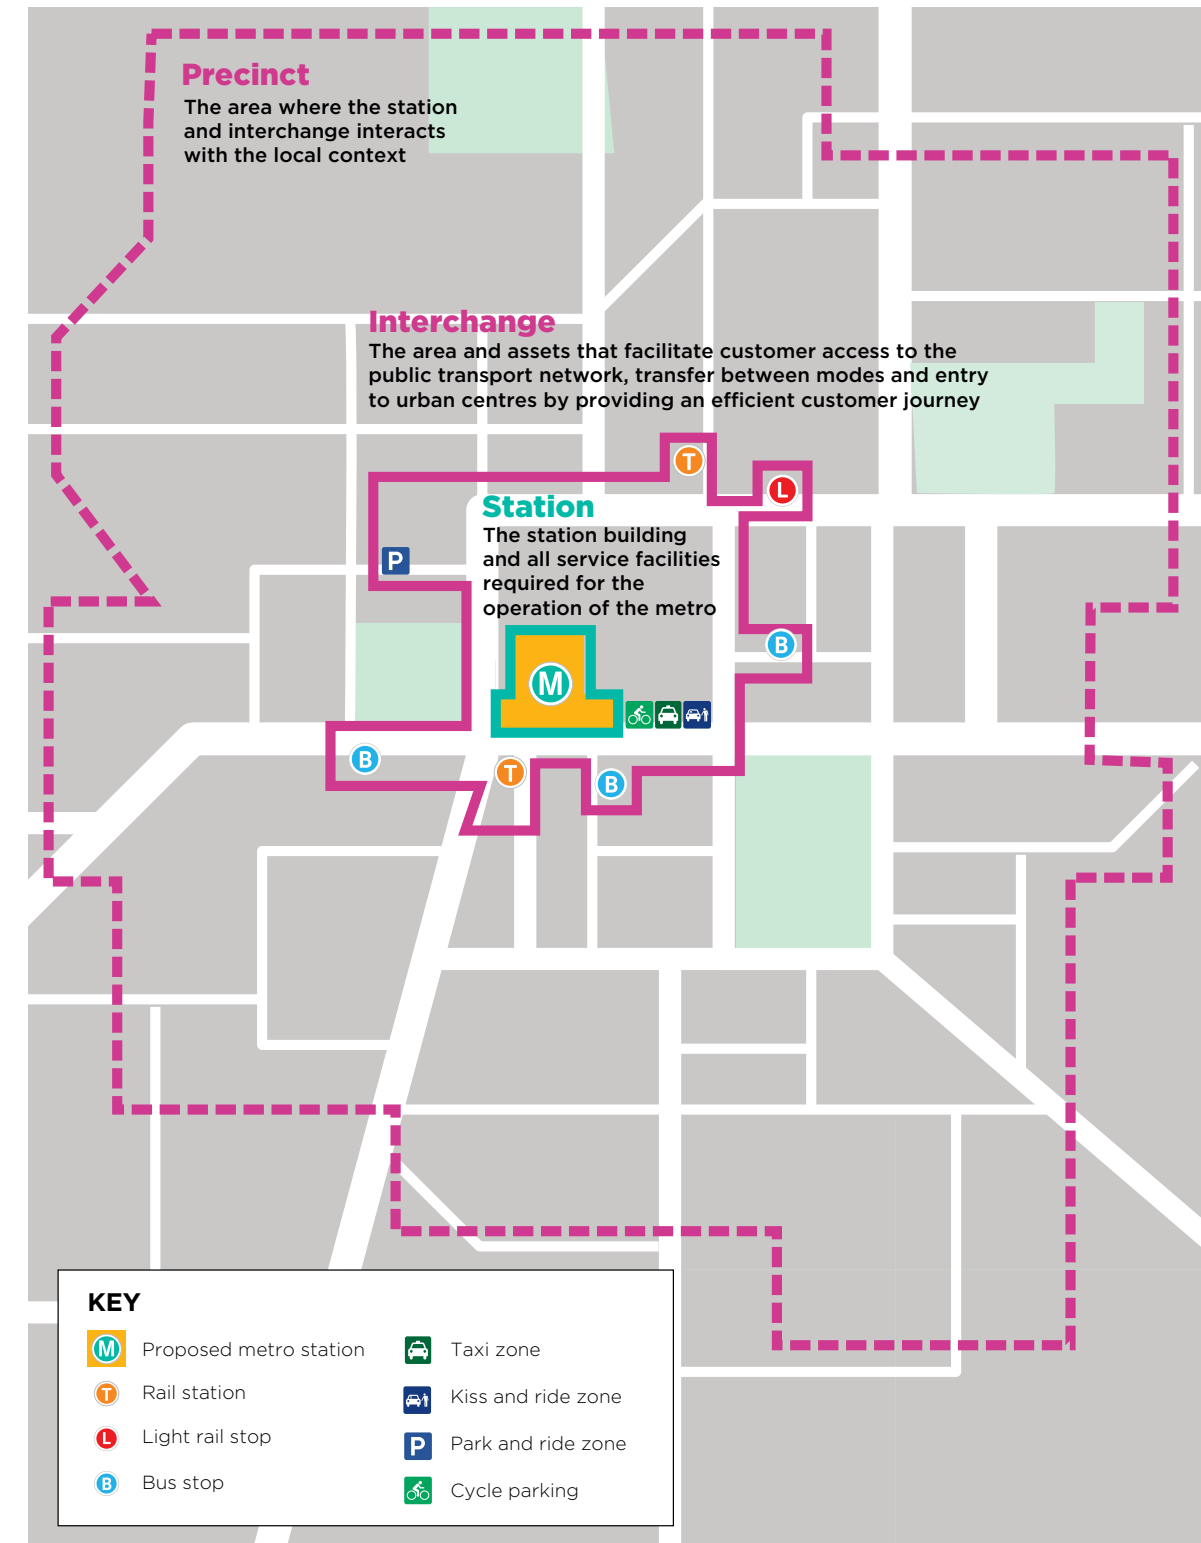 Precinct
The area where the station
and interchange interacts
with the local context
Interchange
The area and assets that facilitate customer access to the
public transport network, transfer between modes and entry
to urban centres by providing an efficient customer journey
T
L
Station
The station building
and all service facilities
required for the
operation of the metro
P
B
M
B
T
B
KEY
M Proposed metro station
T Rail station
L Light rail stop
B Bus stop
Taxi zone
Kiss and ride zone
P Park and ride zone
Cycle parking